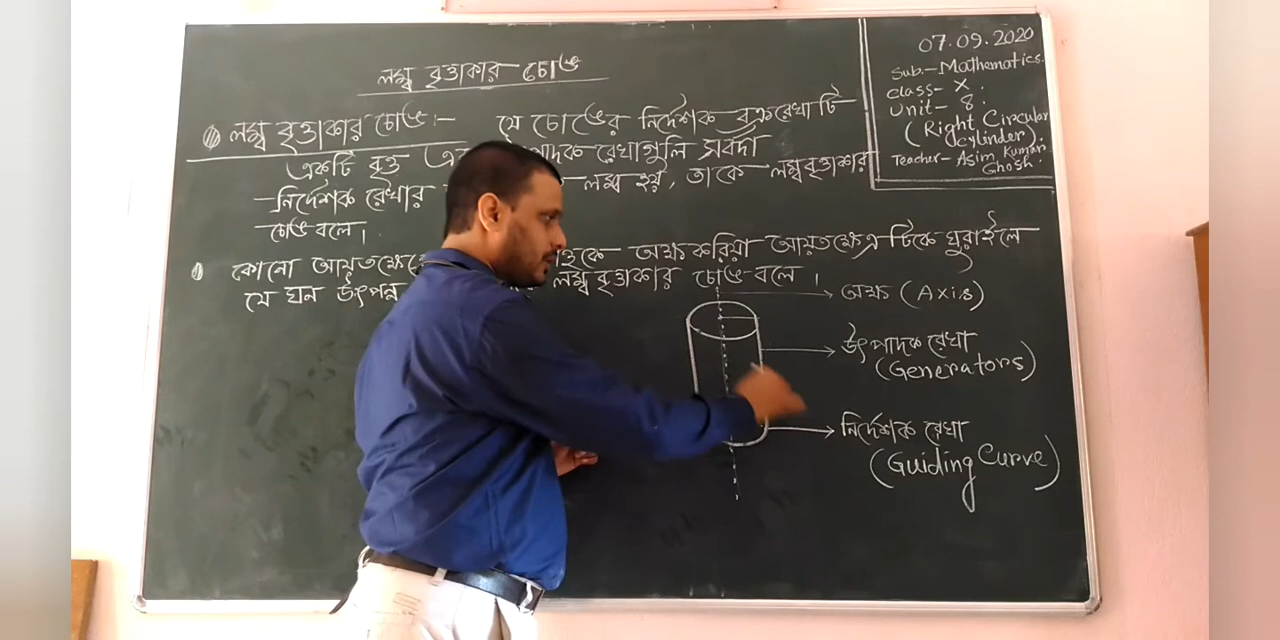 লম্ব বৃত্তাকার চোঙ
লম্ব বৃত্তাকার চোঙ :- যে চোঙের নির্দেশক বক্ররেখাটি
একটি বৃত্ত রেখাগুলি সর্বদা
নির্দেশক রেখার লম্ব হয়, তাকে লম্ববৃত্তাকার
চোঙ বলে।
কোনো অক্ষ করিয়া আয়তক্ষেত্রটিকে ঘুরাইলে
যে ঘন উৎপন্ন লম্ববৃত্তাকার চোঙ বলে।
অক্ষ (Axis)
উৎপাদক রেখা
(Generators)
নির্দেশক রেখা
(Guiding Curve)
07.09.2020
Sub.- Mathematics.
Class- X.
Unit- 8.
(Right Circular
Cylinder).
Teacher- Asim Kumar
Ghosh.